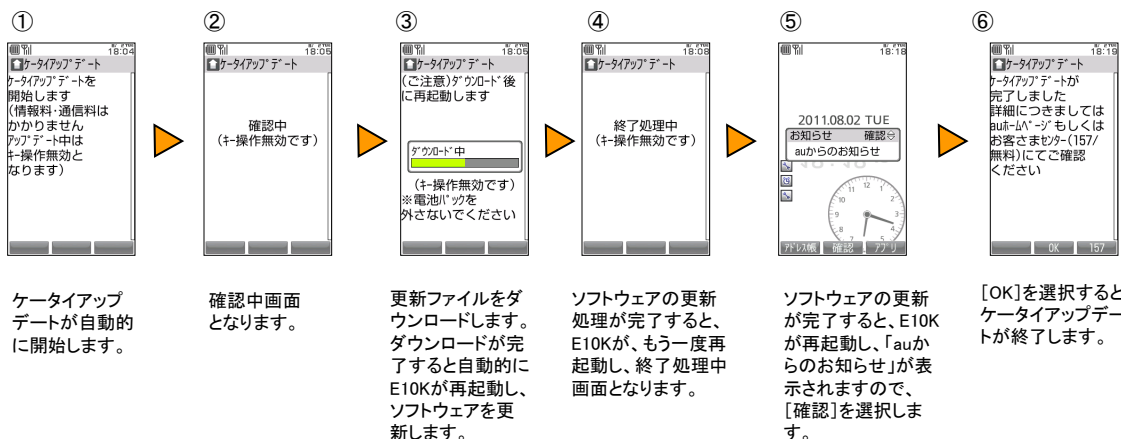 ①
18:04
ケータイアップデート
ケータイアップデートを
開始します
(情報料・通信料は
かかりません
アップデート中は
キー操作無効と
なります)
ケータイアップ
デートが自動的
に開始します。
②
18:05
ケータイアップデート
確認中
(キー操作無効です)
確認中画面
となります。
③
18:05
ケータイアップデート
(ご注意)ダウンロード後
に再起動します
ダウンロード中
(キー操作無効です)
※電池パックを
外さないでください
更新ファイルをダ
ウンロードします。
ダウンロードが完
了すると自動的に
E10Kが再起動し、
ソフトウェアを更
新します。
④
18:08
ケータイアップデート
終了処理中
(キー操作無効です)
ソフトウェアの更新
処理が完了すると、
E10Kが、もう一度再
起動し、終了処理中
画面となります。
⑤
18:18
2011.08.02 TUE
お知らせ 確認
auからのお知らせ
アドレス帳 確認 アプリ
ソフトウェアの更新
が完了すると、E10K
が再起動し、「auか
らのお知らせ」が表
示されますので、
[確認]を選択しま
す。
⑥
18:19
ケータイアップデート
ケータイアップデートが
完了しました
詳細につきましては
auホームページもしくは
お客さまセンター(157/
無料)にてご確認
ください
OK 157
[OK]を選択すると
ケータイアップデー
トが終了します。